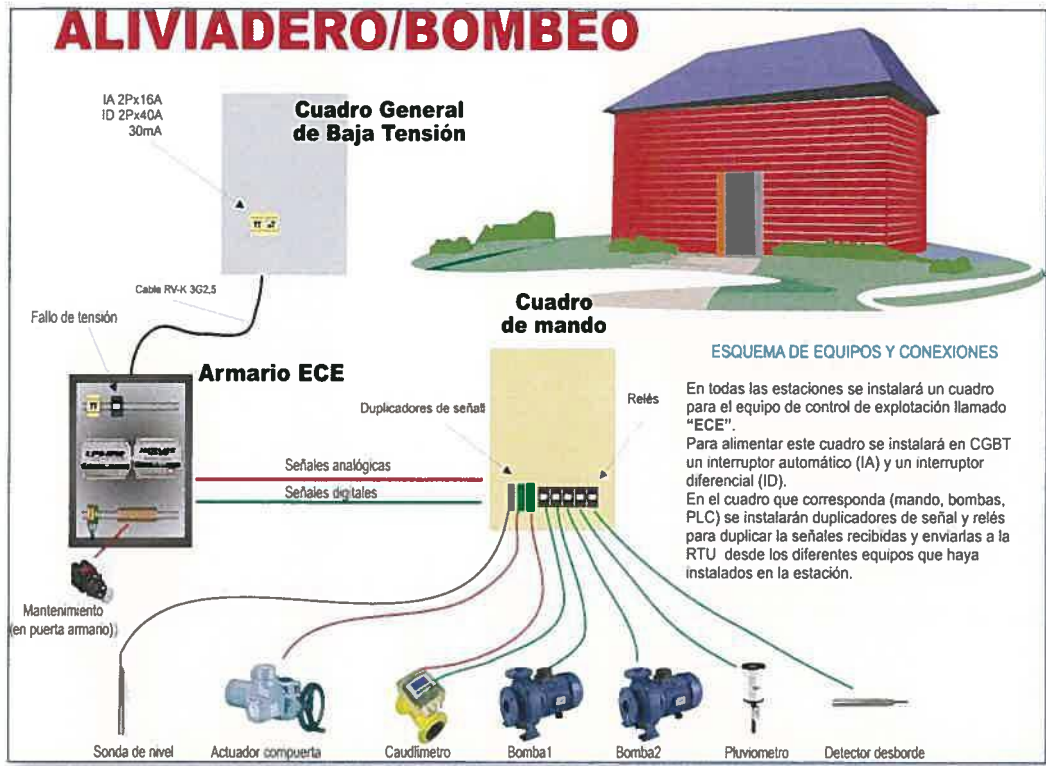 ALIVIADERO/BOMBEO
IA 2Px16A
ID 2Px40A
30mA
Cuadro General
de Baja Tensión
Cable RV-K 3G2,5
Fallo de tensión
Armario ECE
Cuadro
de mando
Duplicadores de señal
Relés
Señales analógicas
Señales digitales
Mantenimiento
(en puerta armario))
ESQUEMA DE EQUIPOS Y CONEXIONES
En todas las estaciones se instalará un cuadro
para el equipo de control de explotación llamado
“ECE”.
Para alimentar este cuadro se instalará en CGBT
un interruptor automático (IA) y un interruptor
diferencial (ID).
En el cuadro que corresponda (mando, bombas,
PLC) se instalarán duplicadores de señal y relés
para duplicar la señales recibidas y enviarlas a la
RTU desde los diferentes equipos que haya
instalados en la estación.
Sonda de nivel
Actuador compuerta
Caudlímetro
Bomba1
Bomba2
Pluviometro
Detector desborde